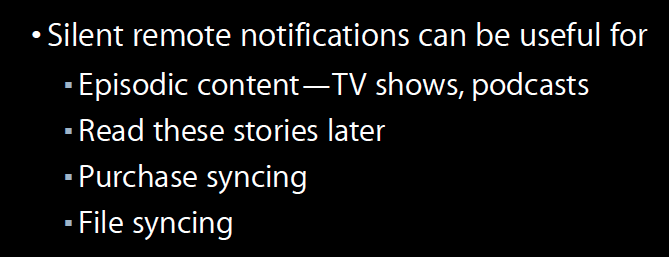 • Silent remote notifications can be useful for
▪ Episodic content—TV shows, podcasts
▪ Read these stories later
▪ Purchase syncing
▪ File syncing